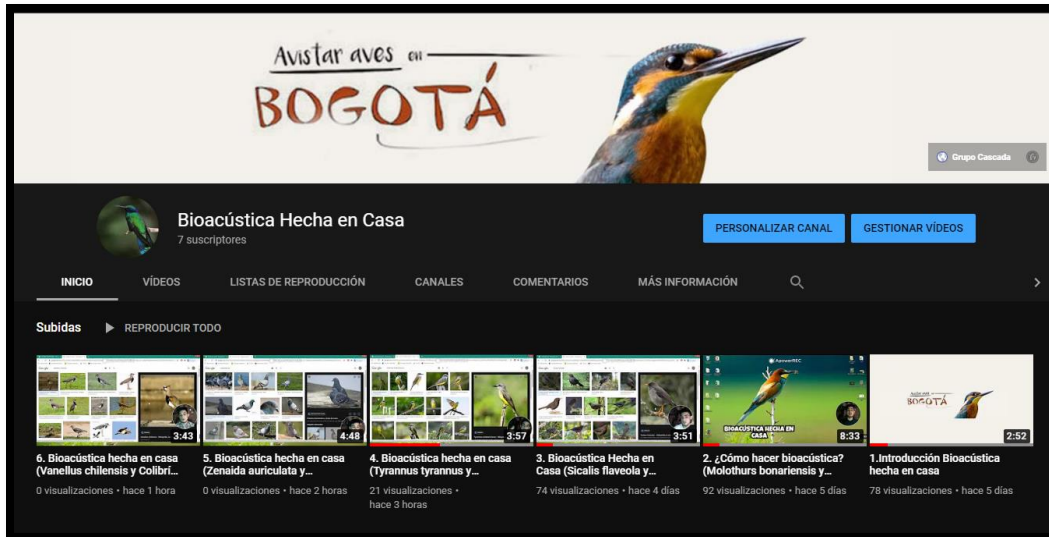 Avistar aves en
BOGOTÁ
Grupo Cascada
Bioacústica Hecha en Casa
7 suscriptores
PERSONALIZAR CANAL
GESTIONAR VÍDEOS
INICIO
VÍDEOS
LISTAS DE REPRODUCCIÓN
CANALES
COMENTARIOS
MÁS INFORMACIÓN
Subidas
REPRODUCIR TODO
3:43
6. Bioacústica hecha en casa
(Vanellus chilensis y Colibrí...
0 visualizaciones • hace 1 hora
4:48
5. Bioacústica hecha en casa
(Zenaida auriculata y...
0 visualizaciones • hace 2 horas
3:57
4. Bioacústica hecha en casa
(Tyrannus tyrannus y...
21 visualizaciones •
hace 3 horas
3:51
3. Bioacústica Hecha en
Casa (Sicalis flaveola y...
74 visualizaciones • hace 4 días
ApowerREC
BIOACÚSTICA HECHA EN
CASA
8:33
2. ¿Cómo hacer bioacústica?
(Molothurs bonariensis y...
92 visualizaciones • hace 5 días
Avistar aves en
BOGOTÁ
2:52
1.Introducción Bioacústica
hecha en casa
78 visualizaciones • hace 5 días